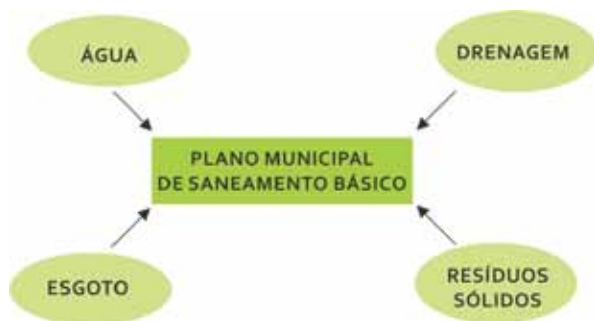 ÁGUA
DRENAGEM
PLANO MUNICIPAL
DE SANEAMENTO BÁSICO
ESGOTO
RESÍDUOS
SÓLIDOS